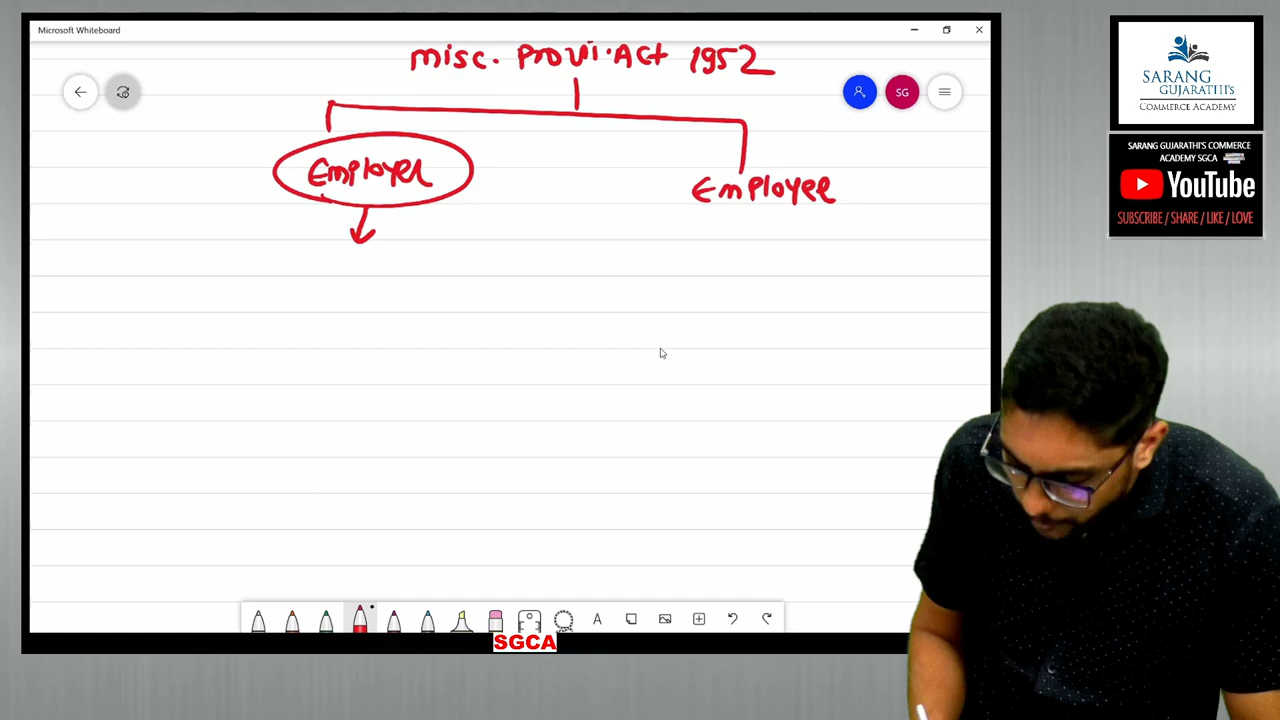 Microsoft Whiteboard
misc. Provi. Act 1952
SG
Employer
Employee
SARANG
GUJARATHI'S
COMMERCE ACADEMY
SARANG GUJARATHI'S COMMERCE
ACADEMY SGCA
YouTube
SUBSCRIBE / SHARE / LIKE / LOVE
A
SGCA